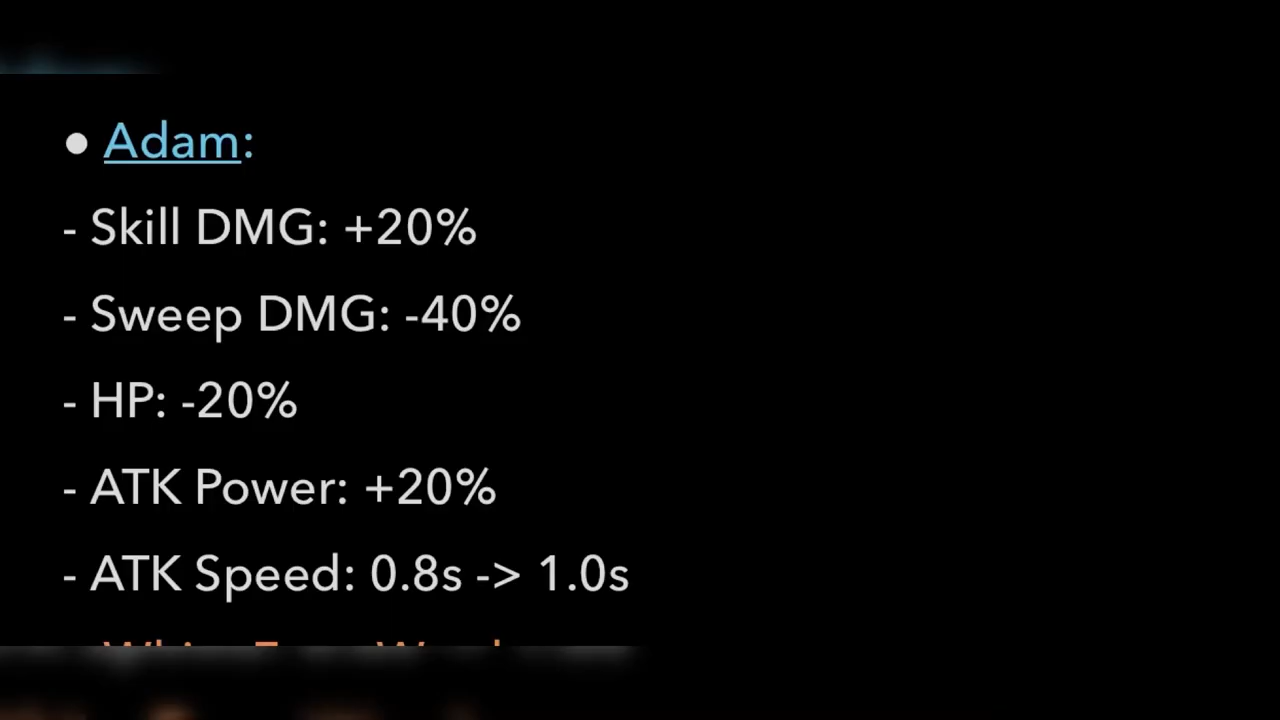 ● Adam:
- Skill DMG: +20%
- Sweep DMG: -40%
- HP: -20%
- ATK Power: +20%
- ATK Speed: 0.8s -> 1.0s